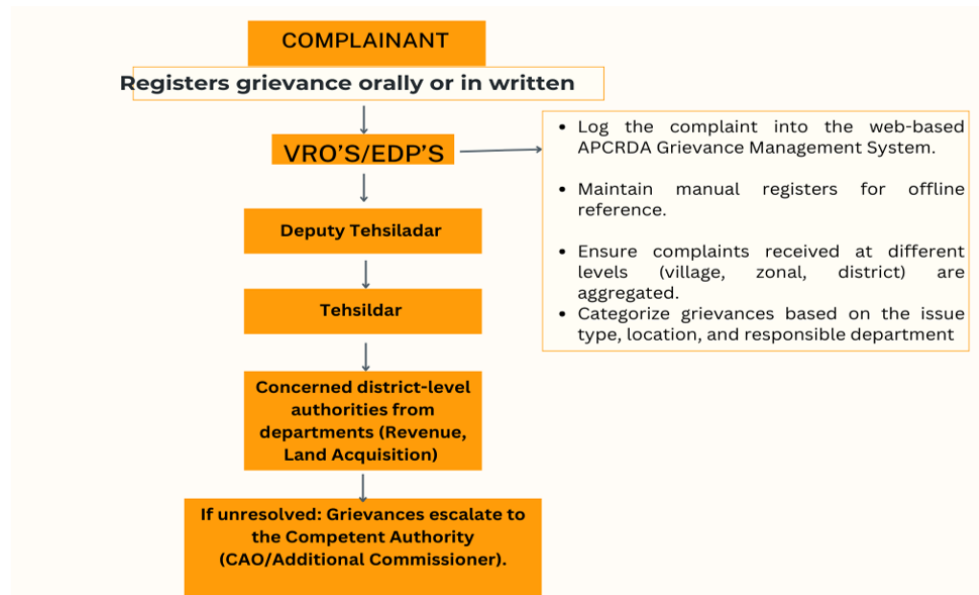 COMPLAINANT
Registers grievance orally or in written
VRO'S/EDP'S
• Log the complaint into the web-based
APCRDA Grievance Management System.
• Maintain manual registers for offline
reference.
• Ensure complaints received at different
levels (village, zonal, district) are
aggregated.
• Categorize grievances based on the issue
type, location, and responsible department
Deputy Tehsiladar
Tehsildar
Concerned district-level
authorities from
departments (Revenue,
Land Acquisition)
If unresolved: Grievances escalate to
the Competent Authority
(CAO/Additional Commissioner).